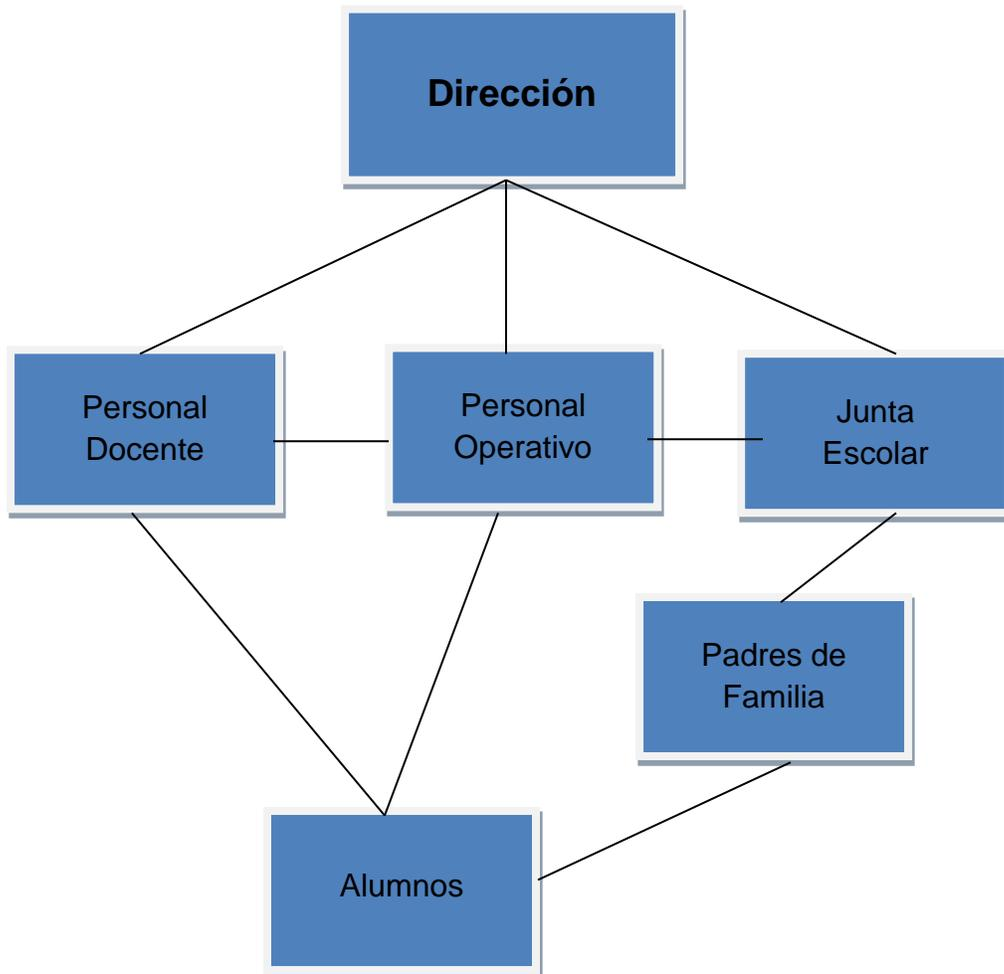 Dirección
Personal
Docente
Personal
Operativo
Junta
Escolar
Padres de
Familia
Alumnos